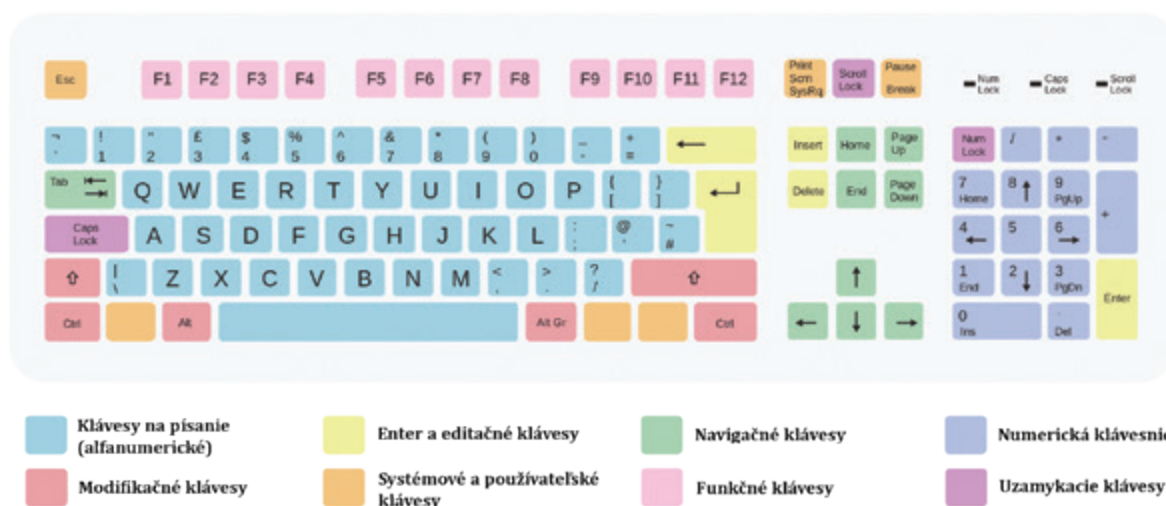 Esc F1 F2 F3 F4 F5 F6 F7 F8 F9 F10 F11 F12 Print Scrn SysRq Scroll Lock Pause Break Num Lock Caps Lock Scroll Lock
¬ ! " £ $ % ^ & * ( ) _ +
1 2 3 4 5 6 7 8 9 0 - = ← Insert Home Page Up Num Lock / * -
Tab Q W E R T Y U I O P { [ } ] Delete End Page Down 7 Home 8 ↑ 9 PgUp +
Caps Lock A S D F G H J K L : ; @ ' ~ # 4 ← 5 6 →
⇧ | \ Z X C V B N M < , > . ? / ⇧ ↑ 1 End 2 ↓ 3 PgDn Enter
Ctrl Alt Alt Gr Ctrl ← ↓ → 0 Ins . Del
Klávesy na písanie
(alfanumerické)
Enter a editačné klávesy
Navigačné klávesy
Numerická klávesnic
Modifikačné klávesy
Systémové a používateľské
klávesy
Funkčné klávesy
Uzamykacie klávesy